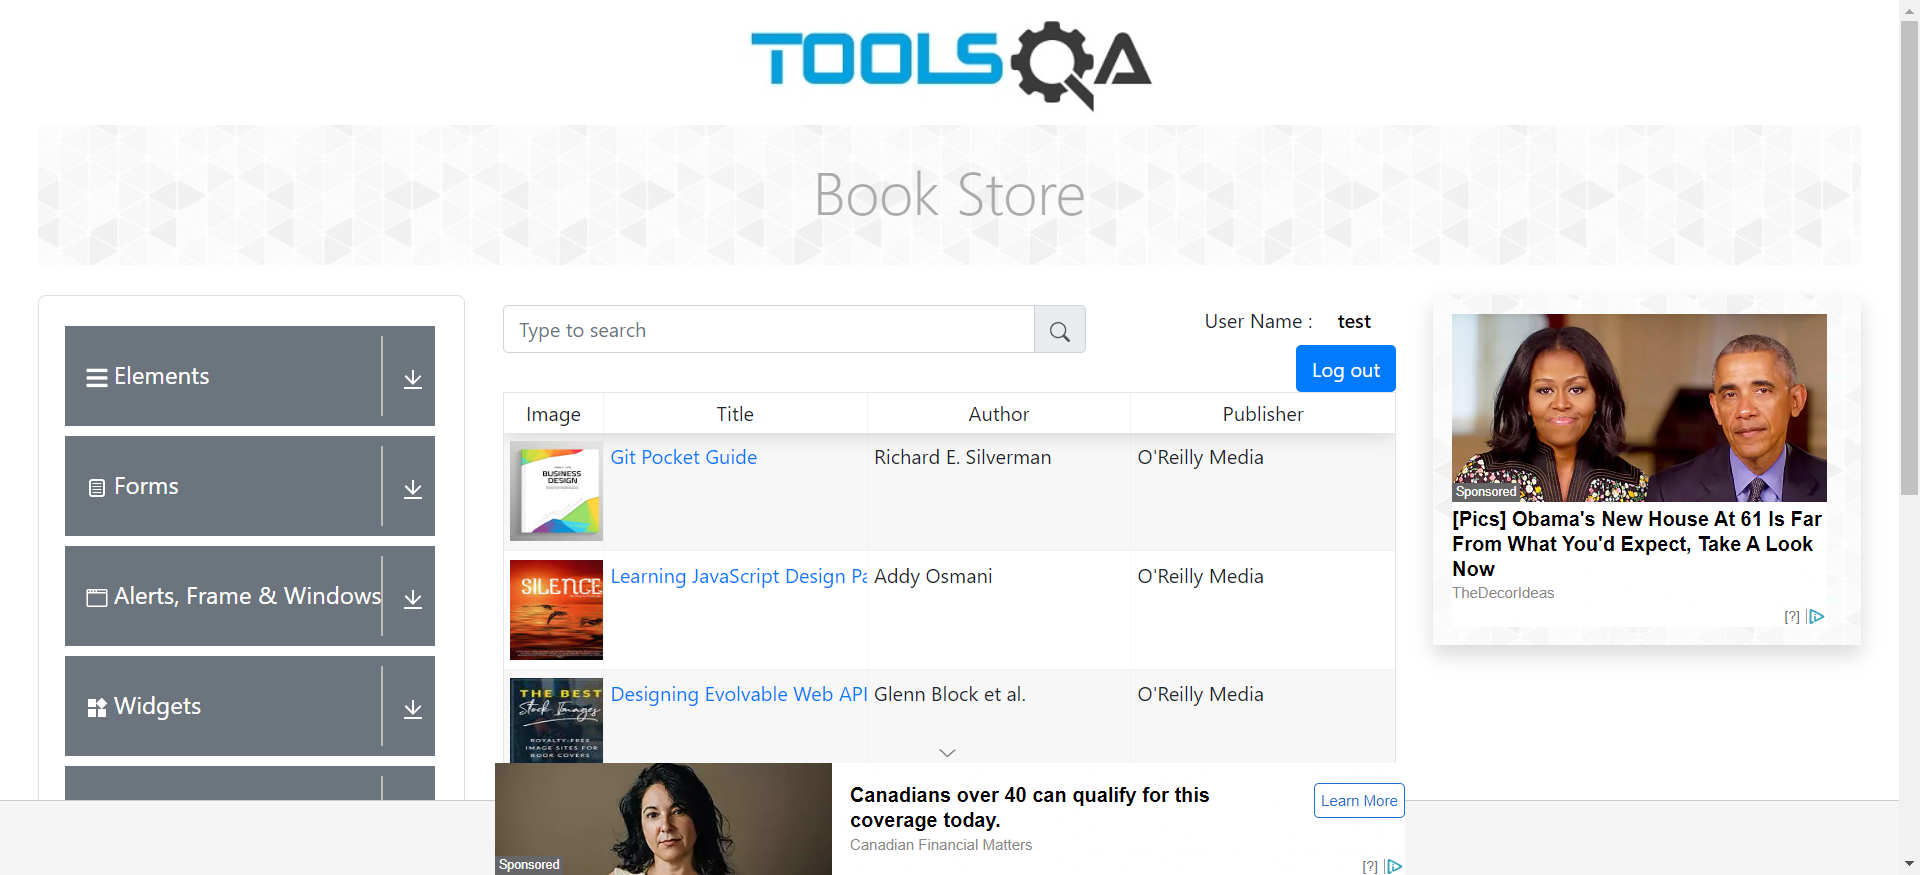 TOOLSQA
Book Store
Elements
Forms
Alerts, Frame & Windows
Widgets
Type to search
User Name : test
Log out
Image Title Author Publisher
BUSINESS
DESIGN
Git Pocket Guide Richard E. Silverman O'Reilly Media
SILENCE
Learning JavaScript Design Pa Addy Osmani O'Reilly Media
THE BEST
Stock Images
ROYALTY-FREE
IMAGE SITES FOR
BOOK COVERS
Designing Evolvable Web API Glenn Block et al. O'Reilly Media
Sponsored
[Pics] Obama's New House At 61 Is Far
From What You'd Expect, Take A Look
Now
TheDecorIdeas
[?]
Sponsored
Canadians over 40 can qualify for this
coverage today.
Canadian Financial Matters
Learn More
[?]